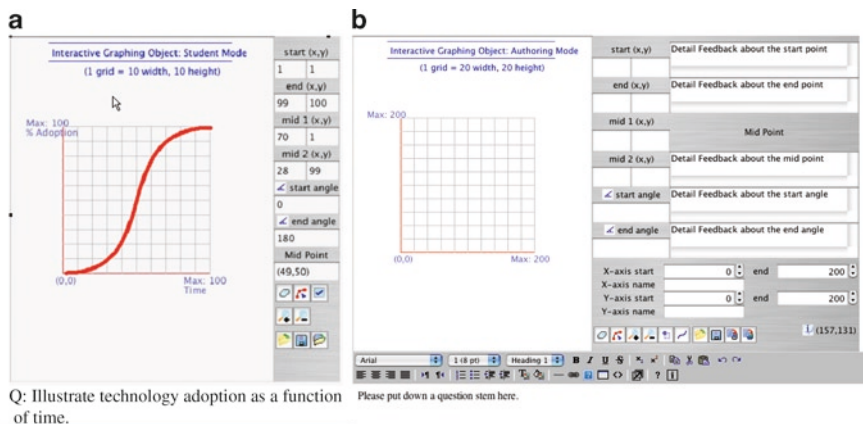 a
Interactive Graphing Object: Student Mode
(1 grid = 10 width, 10 height)
Max: 100
% Adoption
(0,0)
Max: 100
Time
start (x,y)
1 1
end (x,y)
99 100
mid 1 (x,y)
70 1
mid 2 (x,y)
28 99
start angle
0
end angle
180
Mid Point
(49,50)
Q: Illustrate technology adoption as a function
of time.
b
Interactive Graphing Object: Authoring Mode
(1 grid = 20 width, 20 height)
Max: 200
(0,0)
Max: 200
start (x,y) Detail Feedback about the start point
end (x,y) Detail Feedback about the end point
mid 1 (x,y)
Mid Point
mid 2 (x,y) Detail Feedback about the mid point
start angle Detail Feedback about the start angle
end angle Detail Feedback about the end angle
X-axis start 0 end 200
X-axis name
Y-axis start 0 end 200
Y-axis name
(157,131)
Arial 1 (8 pt) Heading 1 B I U S
Please put down a question stem here.